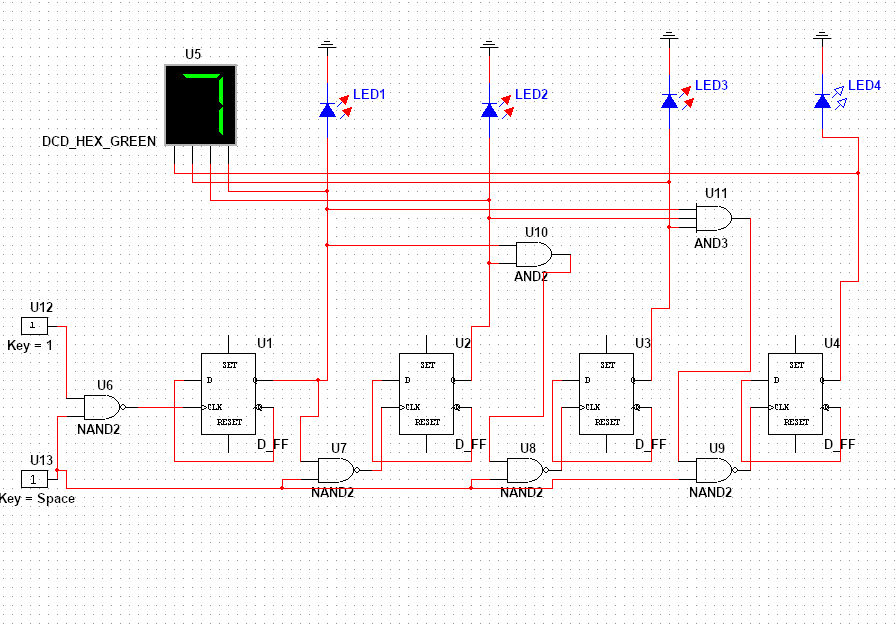 U5
LED1
LED2
LED3
LED4
DCD_HEX_GREEN
U11
AND3
U10
AND2
U12
1
Key = 1
U6
NAND2
U13
1
Key = Space
U1
SET
D
Q
CLK
~Q
RESET
D_FF
U2
SET
D
Q
CLK
~Q
RESET
D_FF
U3
SET
D
Q
CLK
~Q
RESET
D_FF
U4
SET
D
Q
CLK
~Q
RESET
D_FF
U7
NAND2
U8
NAND2
U9
NAND2
7